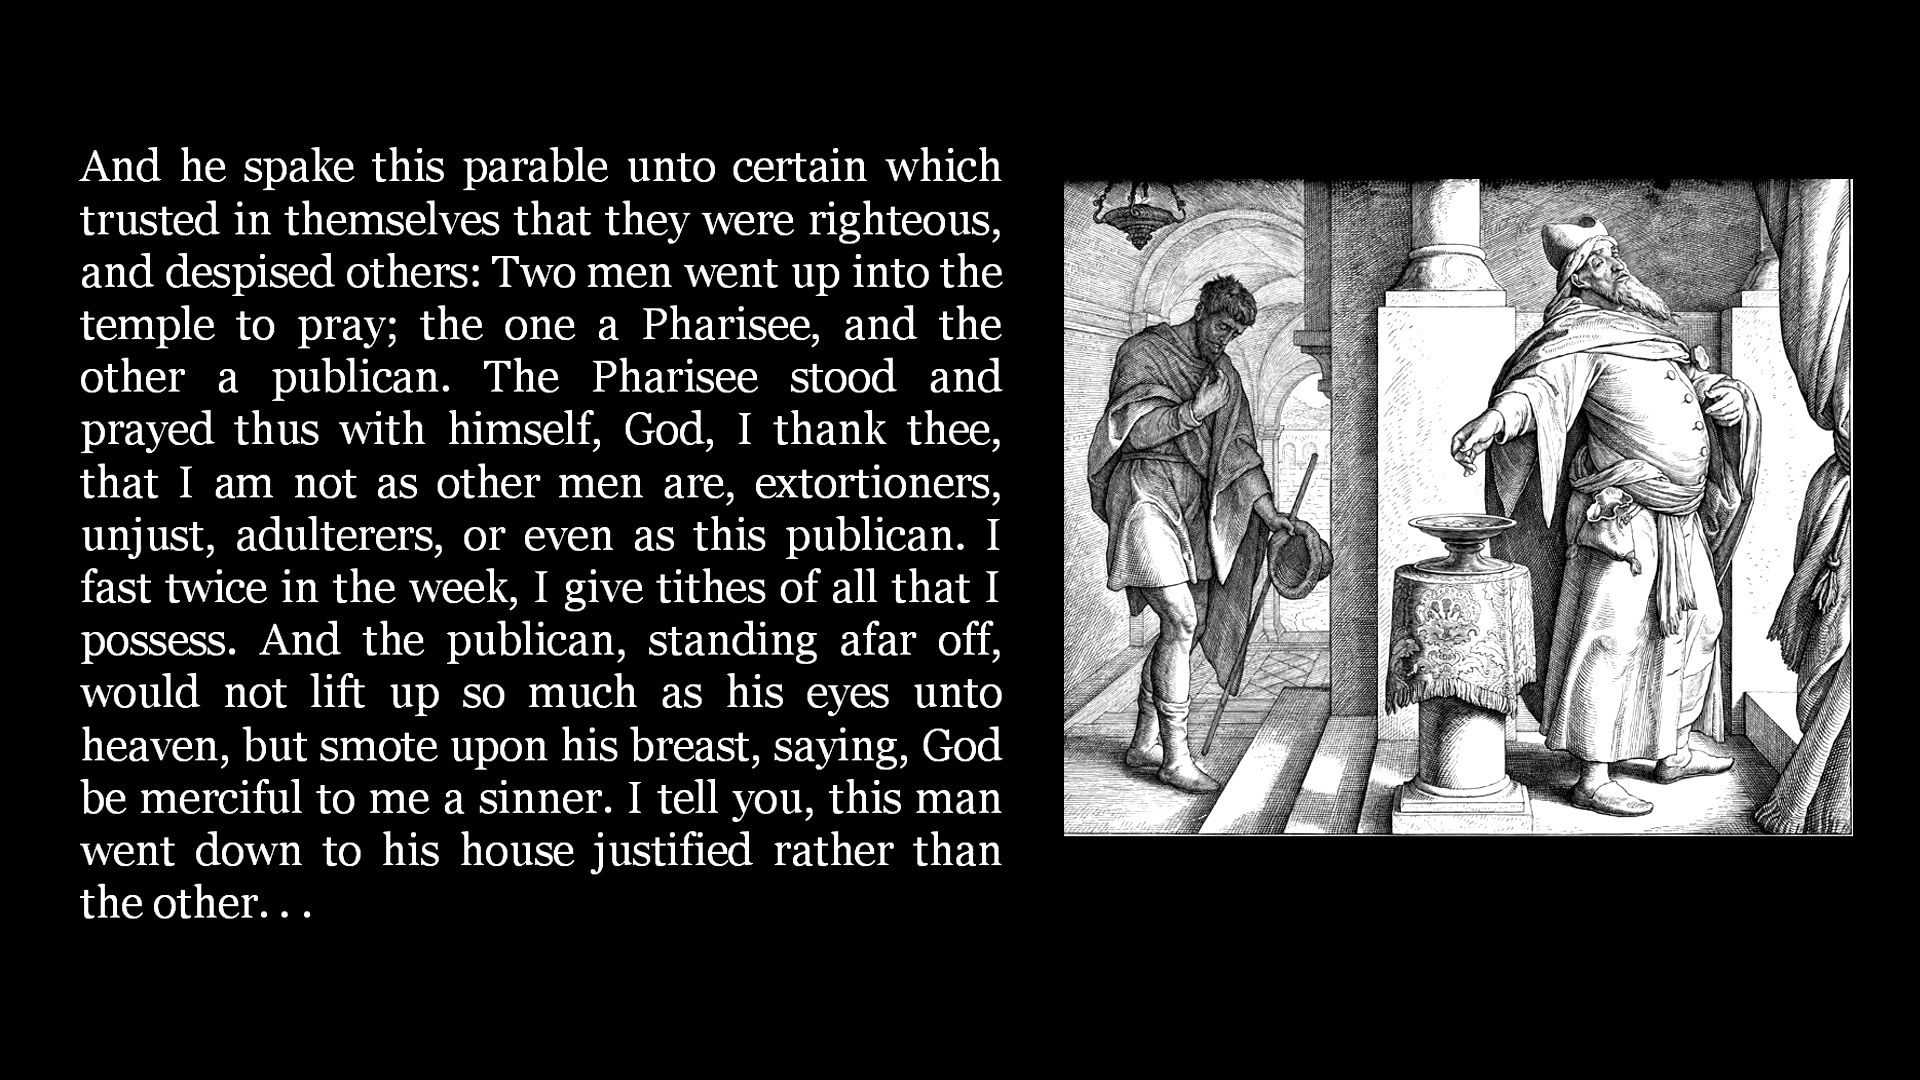 And he spake this parable unto certain which
trusted in themselves that they were righteous,
and despised others: Two men went up into the
temple to pray; the one a Pharisee, and the
other a publican. The Pharisee stood and
prayed thus with himself, God, I thank thee,
that I am not as other men are, extortioners,
unjust, adulterers, or even as this publican. I
fast twice in the week, I give tithes of all that I
possess. And the publican, standing afar off,
would not lift up so much as his eyes unto
heaven, but smote upon his breast, saying, God
be merciful to me a sinner. I tell you, this man
went down to his house justified rather than
the other. . .